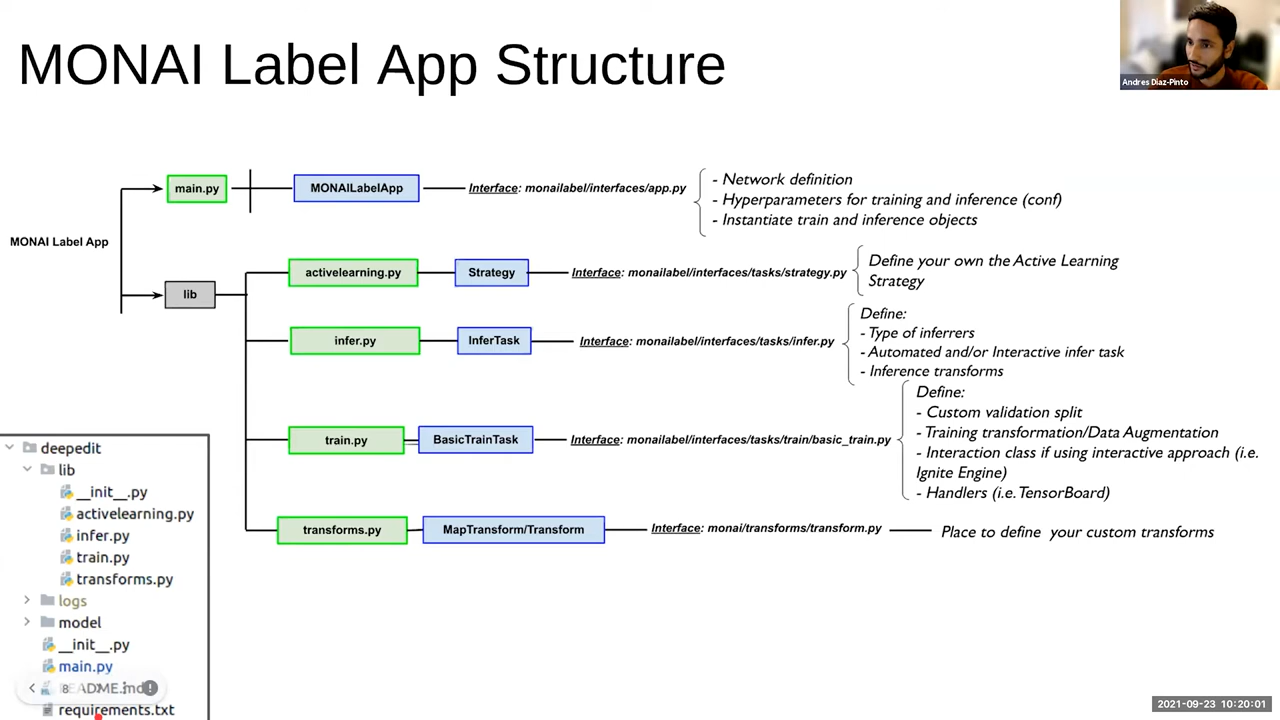 MONAI Label App Structure
Andres Diaz-Pinto
main.py
MONAILabelApp
Interface: monailabel/interfaces/app.py
- Network definition
- Hyperparameters for training and inference (conf)
- Instantiate train and inference objects
MONAI Label App
lib
activelearning.py
Strategy
Interface: monailabel/interfaces/tasks/strategy.py
Define your own the Active Learning
Strategy
infer.py
InferTask
Interface: monailabel/interfaces/tasks/infer.py
Define:
- Type of inferrers
- Automated and/or Interactive infer task
- Inference transforms
train.py
BasicTrainTask
Interface: monailabel/interfaces/tasks/train/basic_train.py
Define:
- Custom validation split
- Training transformation/Data Augmentation
- Interaction class if using interactive approach (i.e.
Ignite Engine)
- Handlers (i.e. TensorBoard)
transforms.py
MapTransform/Transform
Interface: monai/transforms/transform.py
Place to define your custom transforms
deepedit
lib
__init__.py
activelearning.py
infer.py
train.py
transforms.py
logs
model
__init__.py
main.py
8
README.md
requirements.txt
2021-09-23 10:20:01